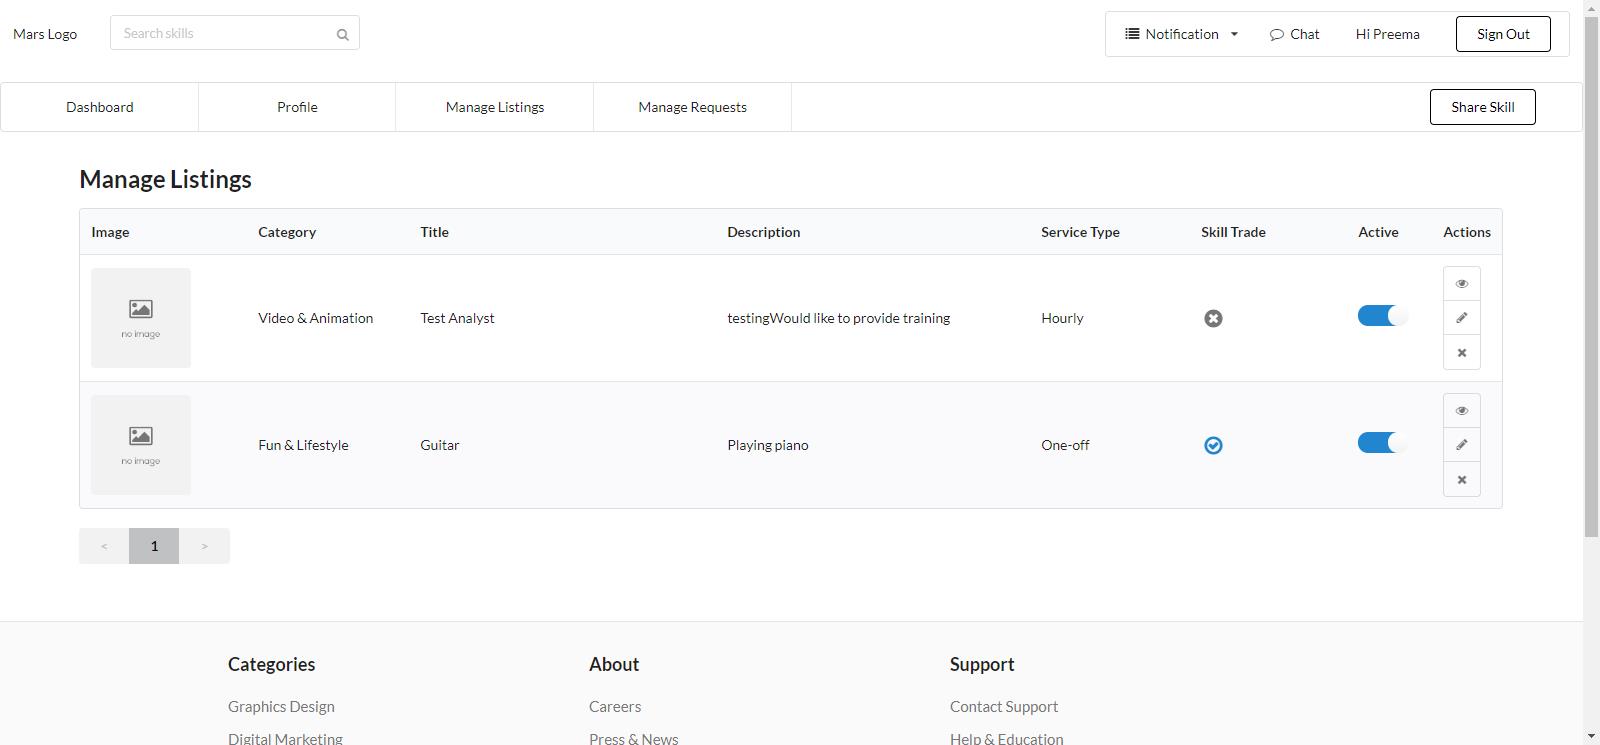 Mars Logo
Search skills
Notification
Chat
Hi Preema
Sign Out
Dashboard
Profile
Manage Listings
Manage Requests
Share Skill
Manage Listings
Image Category Title Description Service Type Skill Trade Active Actions
no image
Video & Animation Test Analyst testingWould like to provide training Hourly
no image
Fun & Lifestyle Guitar Playing piano One-off
< 1 >
Categories About Support
Graphics Design Careers Contact Support
Digital Marketing Press & News Help & Education